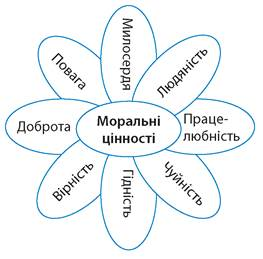 Милосердя
Людяність
Праце-
любність
Чуйність
Гідність
Вірність
Доброта
Повага
Моральні
цінності